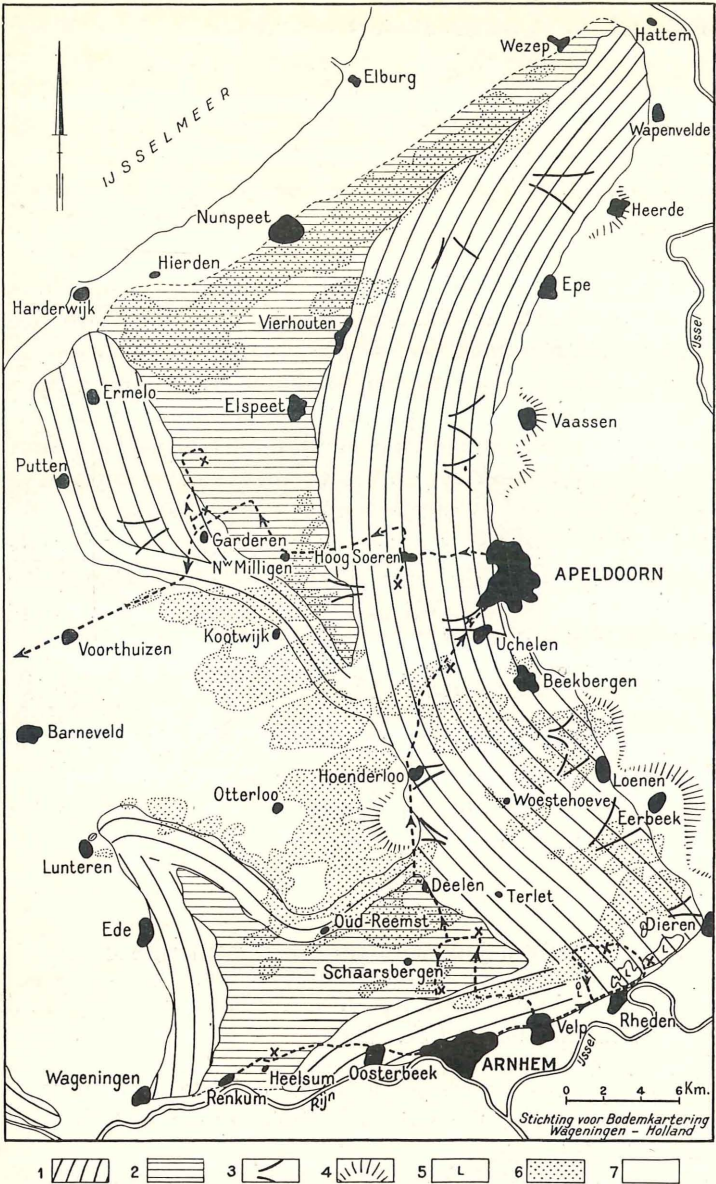 Hattem
Wezep
Elburg
IJSSELMEER
Wapenvelde
Nunspeet
Heerde
Hierden
Harderwijk
Epe
IJssel
Vierhouten
Ermelo
Elspeet
Vaassen
Putten
Garderen
Nw Milligen
Hoog Soeren
APELDOORN
Voorthuizen
Kootwijk
Uchelen
Beekbergen
Barneveld
Hoenderloo
Loenen
Otterloo
Woestehoeve
Eerbeek
Lunteren
Deelen
Terlet
Ede
Oud-Reemst
Dieren
Schaarsbergen
L
L
L
L
Velp
Rheden
ARNHEM
IJssel
Wageningen
Heelsum
Oosterbeek
Renkum
Rijn
0 2 4 6 Km.
Stichting voor Bodemkartering
Wageningen - Holland
1 2 3 4 5 L 6 7